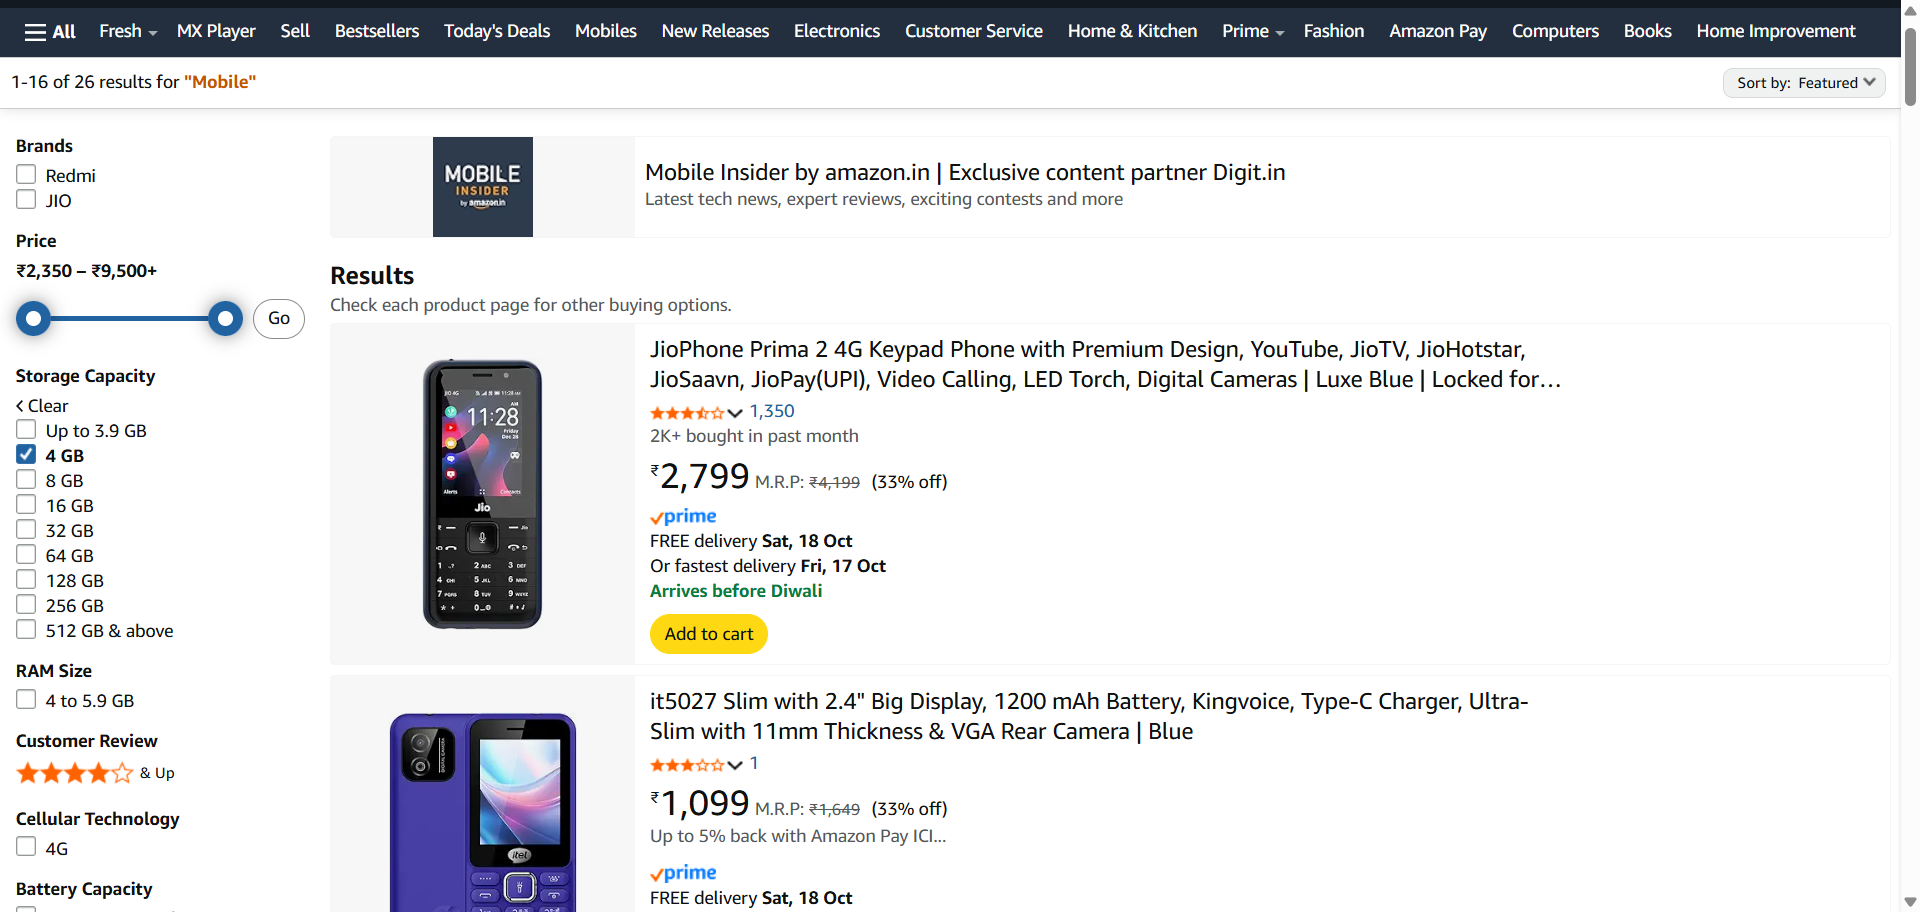 All
Fresh
MX Player
Sell
Bestsellers
Today's Deals
Mobiles
New Releases
Electronics
Customer Service
Home & Kitchen
Prime
Fashion
Amazon Pay
Computers
Books
Home Improvement
1-16 of 26 results for "Mobile"
Sort by: Featured
Brands
Redmi
JIO
Price
₹2,350 – ₹9,500+
Go
Storage Capacity
Clear
Up to 3.9 GB
4 GB
8 GB
16 GB
32 GB
64 GB
128 GB
256 GB
512 GB & above
RAM Size
4 to 5.9 GB
Customer Review
& Up
Cellular Technology
4G
Battery Capacity
MOBILE
INSIDER
by amazon.in
Mobile Insider by amazon.in | Exclusive content partner Digit.in
Latest tech news, expert reviews, exciting contests and more
Results
Check each product page for other buying options.
11:28
Jio
JioPhone Prima 2 4G Keypad Phone with Premium Design, YouTube, JioTV, JioHotstar,
JioSaavn, JioPay(UPI), Video Calling, LED Torch, Digital Cameras | Luxe Blue | Locked for…
1,350
2K+ bought in past month
₹2,799 M.R.P: ₹4,199 (33% off)
prime
FREE delivery Sat, 18 Oct
Or fastest delivery Fri, 17 Oct
Arrives before Diwali
Add to cart
itel
it5027 Slim with 2.4" Big Display, 1200 mAh Battery, Kingvoice, Type-C Charger, Ultra-
Slim with 11mm Thickness & VGA Rear Camera | Blue
1
₹1,099 M.R.P: ₹1,649 (33% off)
Up to 5% back with Amazon Pay ICI...
prime
FREE delivery Sat, 18 Oct